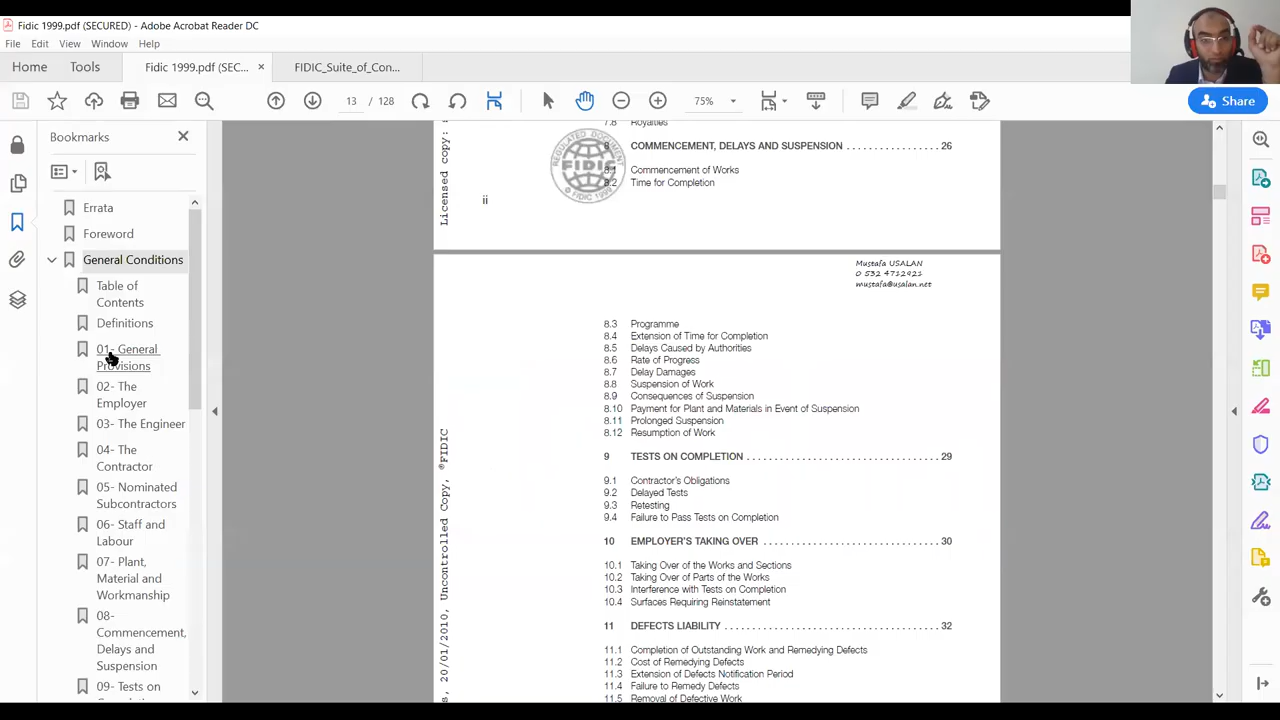 Fidic 1999.pdf (SECURED) - Adobe Acrobat Reader DC
File Edit View Window Help
Home Tools Fidic 1999.pdf (SEC... × FIDIC_Suite_of_Con...
13 / 128 75% Share
Bookmarks
Errata
Foreword
General Conditions
Table of
Contents
Definitions
01- General
Provisions
02- The
Employer
03- The Engineer
04- The
Contractor
05- Nominated
Subcontractors
06- Staff and
Labour
07- Plant,
Material and
Workmanship
08-
Commencement,
Delays and
Suspension
09- Tests on
7.8 Royalties
8 COMMENCEMENT, DELAYS AND SUSPENSION . . . . . . . . . . . . . . . . . 26
8.1 Commencement of Works
8.2 Time for Completion
Licensed copy:
FIDIC
ii
Mustafa USALAN
0 532 4712921
mustafa@usalan.net
8.3 Programme
8.4 Extension of Time for Completion
8.5 Delays Caused by Authorities
8.6 Rate of Progress
8.7 Delay Damages
8.8 Suspension of Work
8.9 Consequences of Suspension
8.10 Payment for Plant and Materials in Event of Suspension
8.11 Prolonged Suspension
8.12 Resumption of Work
9 TESTS ON COMPLETION . . . . . . . . . . . . . . . . . . . . . . . . . . . . . . . . . . 29
9.1 Contractor's Obligations
9.2 Delayed Tests
9.3 Retesting
9.4 Failure to Pass Tests on Completion
10 EMPLOYER'S TAKING OVER . . . . . . . . . . . . . . . . . . . . . . . . . . . . . . . 30
10.1 Taking Over of the Works and Sections
10.2 Taking Over of Parts of the Works
10.3 Interference with Tests on Completion
10.4 Surfaces Requiring Reinstatement
11 DEFECTS LIABILITY . . . . . . . . . . . . . . . . . . . . . . . . . . . . . . . . . . . . . . 32
11.1 Completion of Outstanding Work and Remedying Defects
11.2 Cost of Remedying Defects
11.3 Extension of Defects Notification Period
11.4 Failure to Remedy Defects
11.5 Removal of Defective Work
s, 20/01/2010, Uncontrolled Copy, ®FIDIC